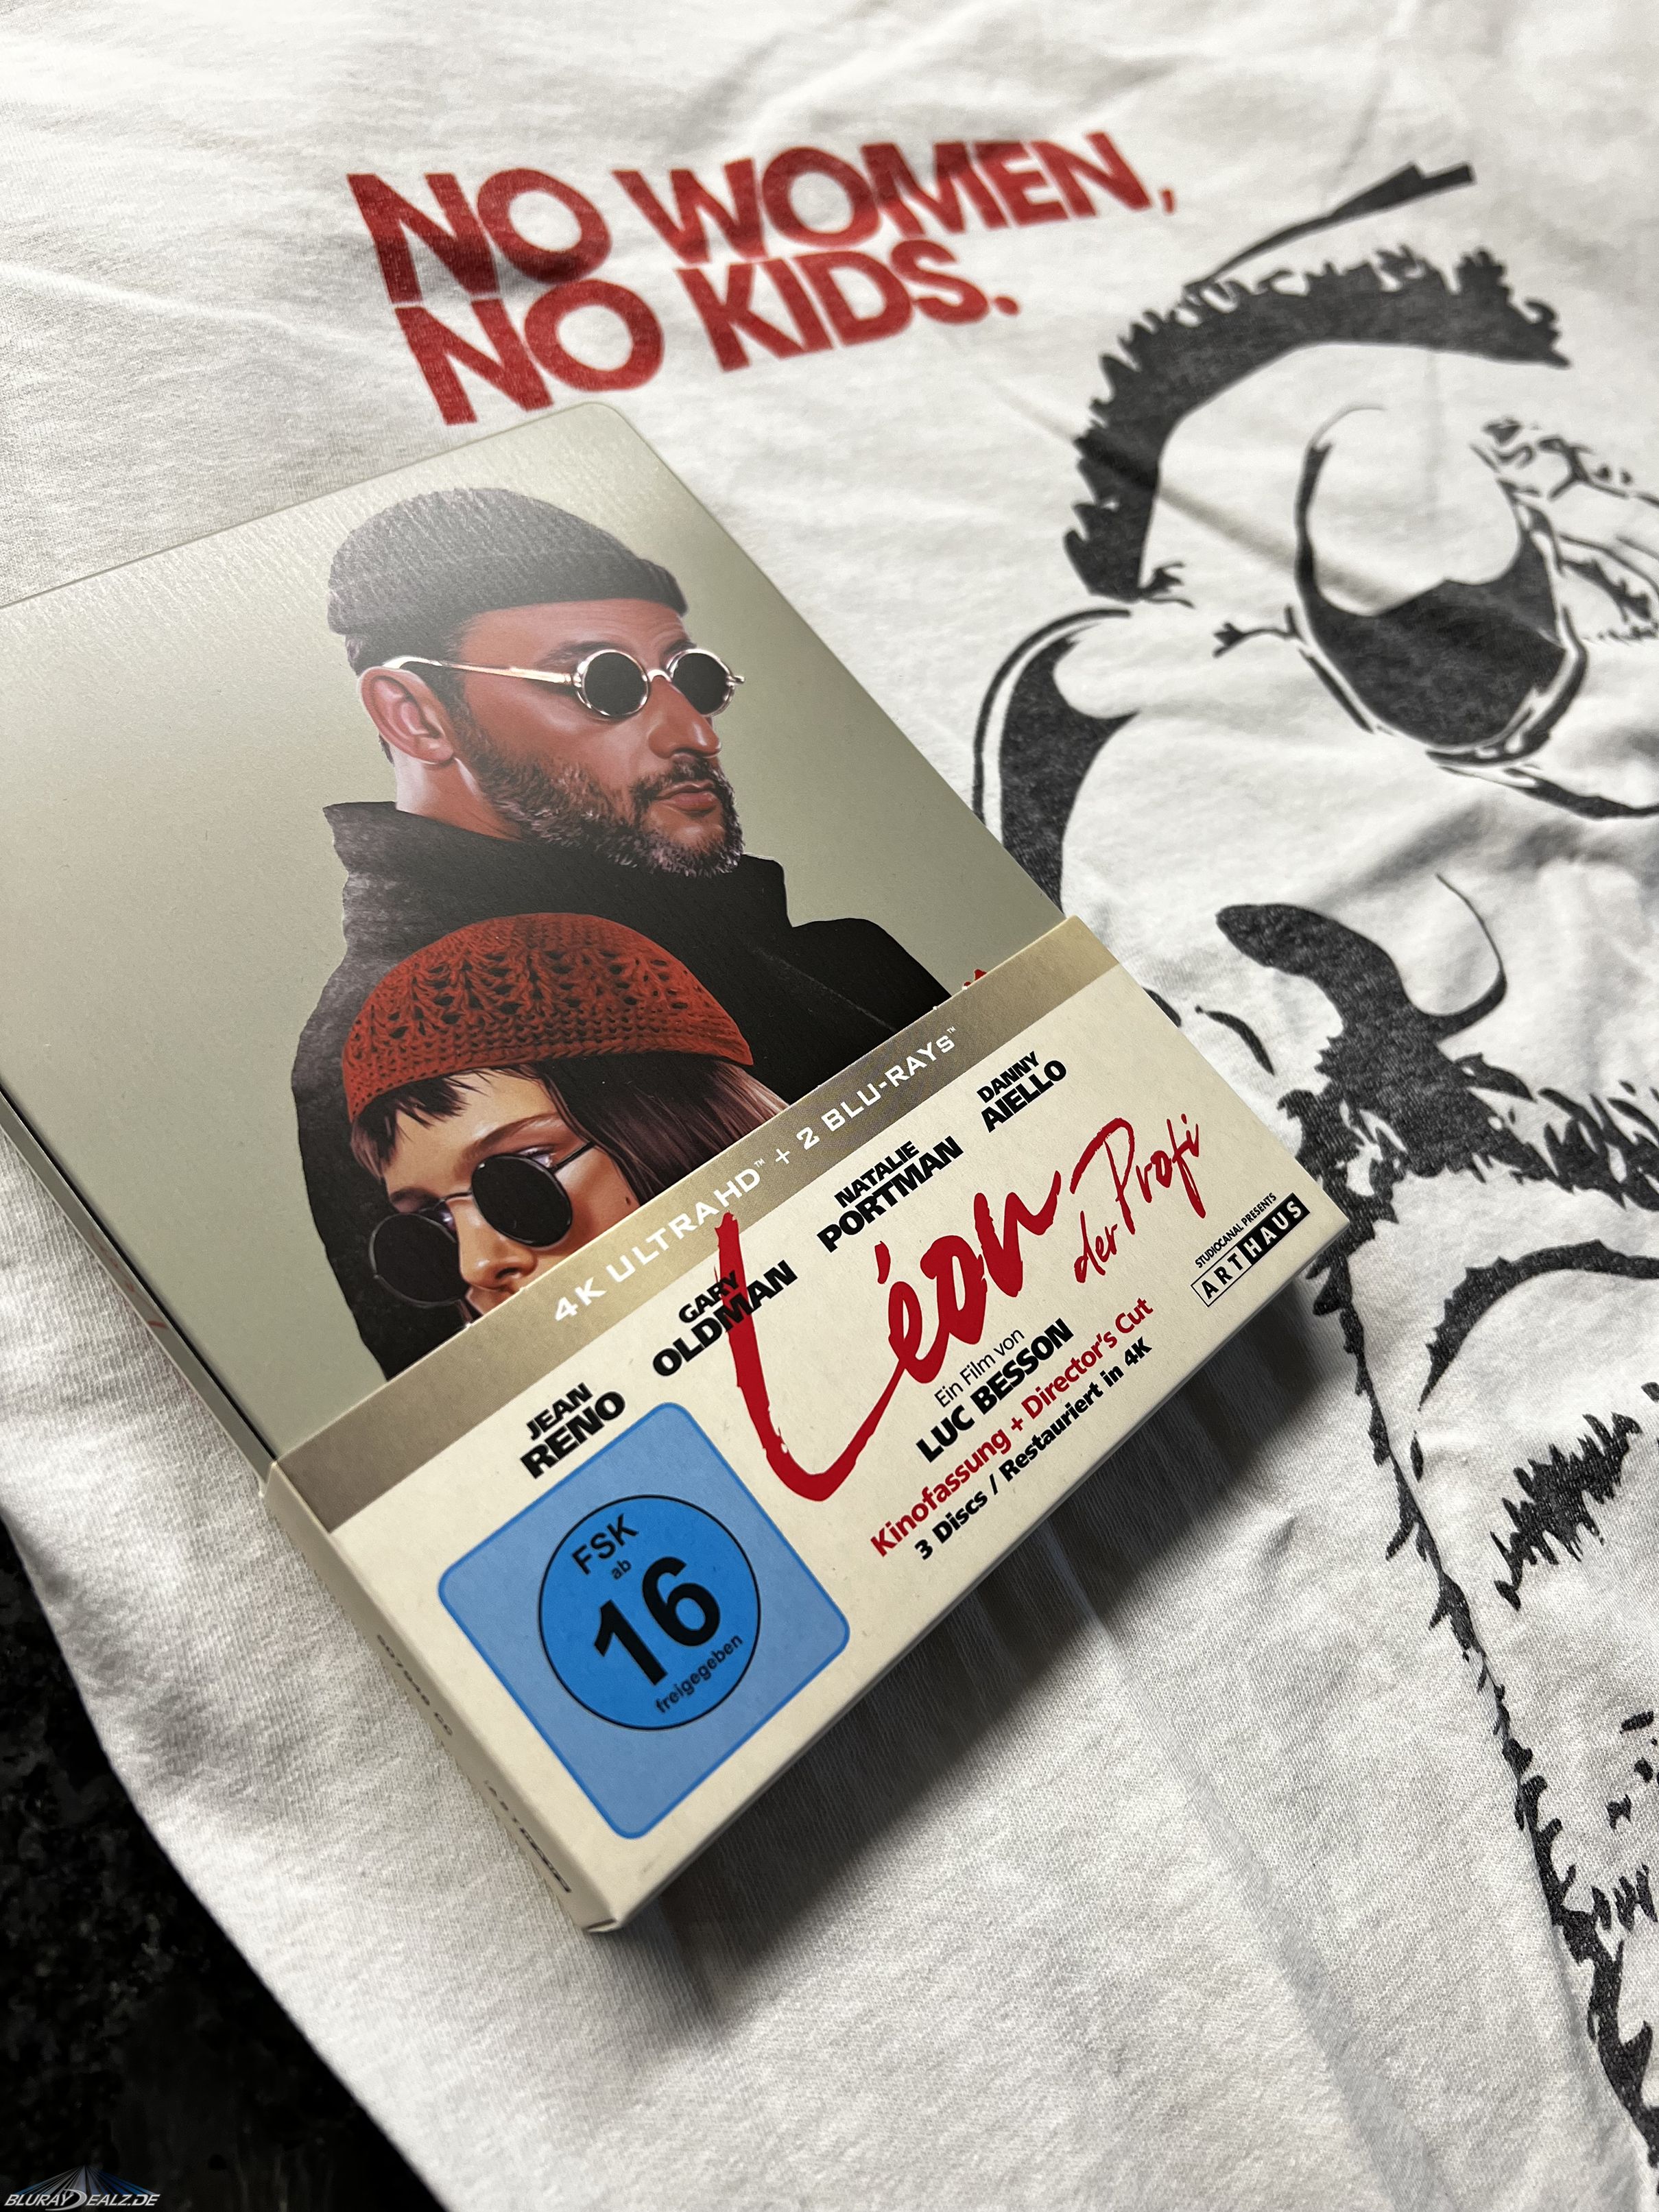 NO WOMEN,
NO KIDS.
4K ULTRAHD™ + 2 BLU-RAYS™
JEAN
RENO
GARY
OLDMAN
NATALIE
PORTMAN
DANNY
AIELLO
Léon
der Profi
Ein Film von
LUC BESSON
Kinofassung + Director's Cut
3 Discs / Restauriert in 4K
STUDIOCANAL PRESENTS
ARTHAUS
FSK
ab
16
freigegeben
BLURAYDEALZ.DE